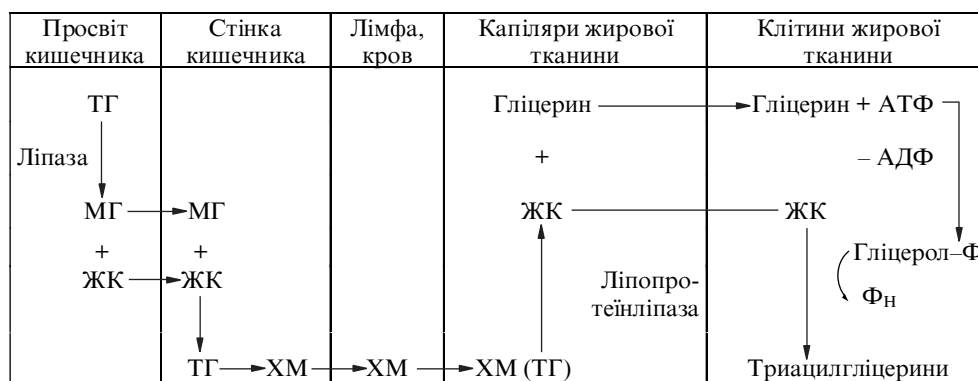 Просвіт кишечника
Стінка кишечника
Лімфа, кров
Капіляри жирової тканини
Клітини жирової тканини
ТГ
Гліцерин
Гліцерин + АТФ
Ліпаза
+
– АДФ
МГ
МГ
ЖК
ЖК
+
+
Гліцерол–Ф
ЖК
ЖК
Ліпопро-
теїнліпаза
Фн
ТГ
ХМ
ХМ
ХМ (ТГ)
Триацилгліцерини